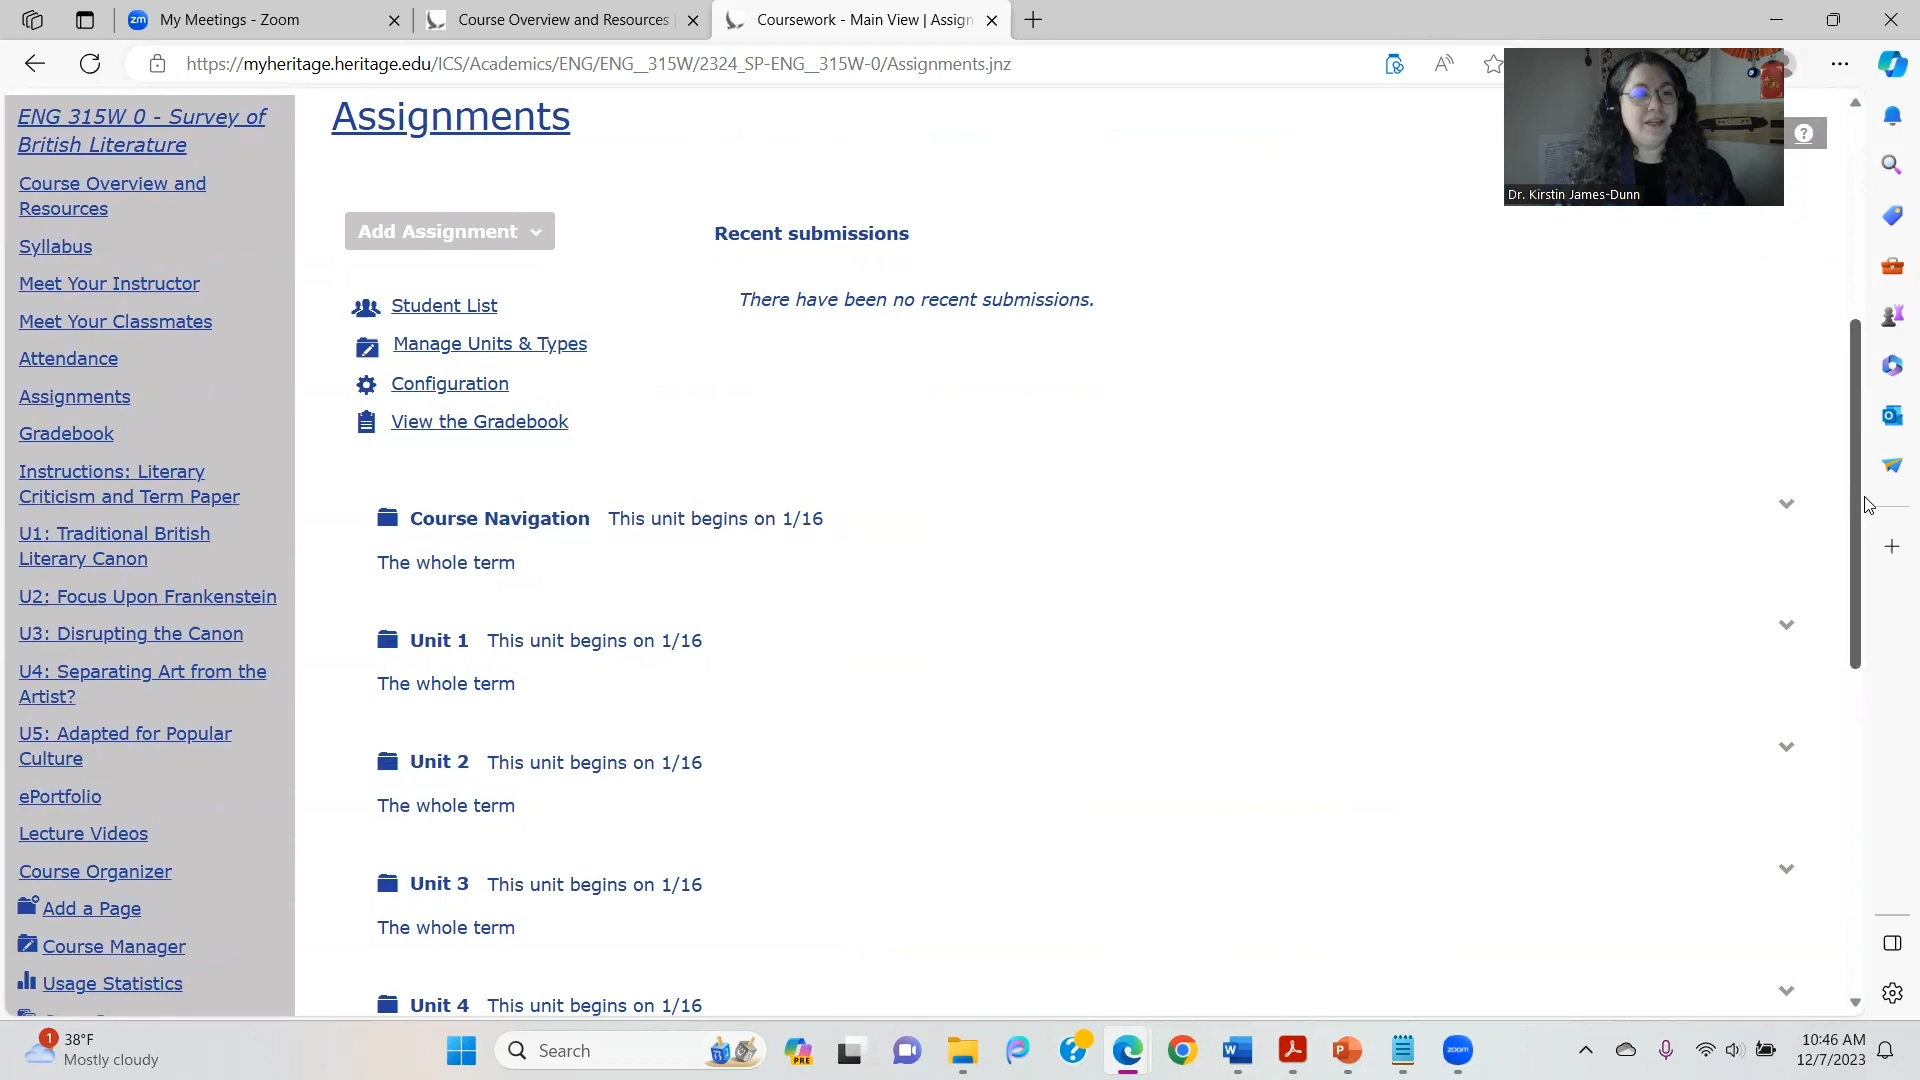 My Meetings - Zoom
Course Overview and Resources
Coursework - Main View | Assign
https://myheritage.heritage.edu/ICS/Academics/ENG/ENG__315W/2324_SP-ENG__315W-0/Assignments.jnz
ENG 315W 0 - Survey of
British Literature
Course Overview and
Resources
Syllabus
Meet Your Instructor
Meet Your Classmates
Attendance
Assignments
Gradebook
Instructions: Literary
Criticism and Term Paper
U1: Traditional British
Literary Canon
U2: Focus Upon Frankenstein
U3: Disrupting the Canon
U4: Separating Art from the
Artist?
U5: Adapted for Popular
Culture
ePortfolio
Lecture Videos
Course Organizer
Add a Page
Course Manager
Usage Statistics
Assignments
Dr. Kirstin James-Dunn
Add Assignment
Recent submissions
There have been no recent submissions.
Student List
Manage Units & Types
Configuration
View the Gradebook
Course Navigation This unit begins on 1/16
The whole term
Unit 1 This unit begins on 1/16
The whole term
Unit 2 This unit begins on 1/16
The whole term
Unit 3 This unit begins on 1/16
The whole term
Unit 4 This unit begins on 1/16
1
38°F
Mostly cloudy
Search
PRE
zoom
10:46 AM
12/7/2023